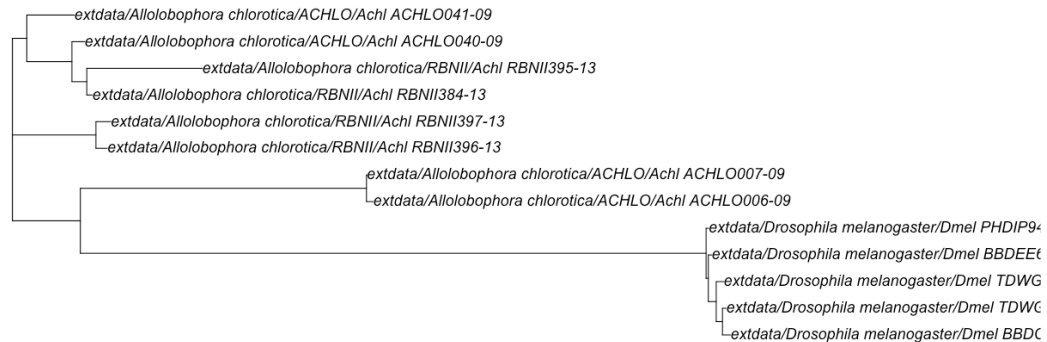 extdata/Allolobophora chlorotica/ACHLO/Achl ACHLO041-09
extdata/Allolobophora chlorotica/ACHLO/Achl ACHLO040-09
extdata/Allolobophora chlorotica/RBNII/Achl RBNII395-13
extdata/Allolobophora chlorotica/RBNII/Achl RBNII384-13
extdata/Allolobophora chlorotica/RBNII/Achl RBNII397-13
extdata/Allolobophora chlorotica/RBNII/Achl RBNII396-13
extdata/Allolobophora chlorotica/ACHLO/Achl ACHLO007-09
extdata/Allolobophora chlorotica/ACHLO/Achl ACHLO006-09
extdata/Drosophila melanogaster/Dmel PHDIP94
extdata/Drosophila melanogaster/Dmel
extdata/Drosophila melanogaster/Dmel TDWG
extdata/Drosophila melanogaster/Dmel
extdata/Drosophila melanogaster/Dmel